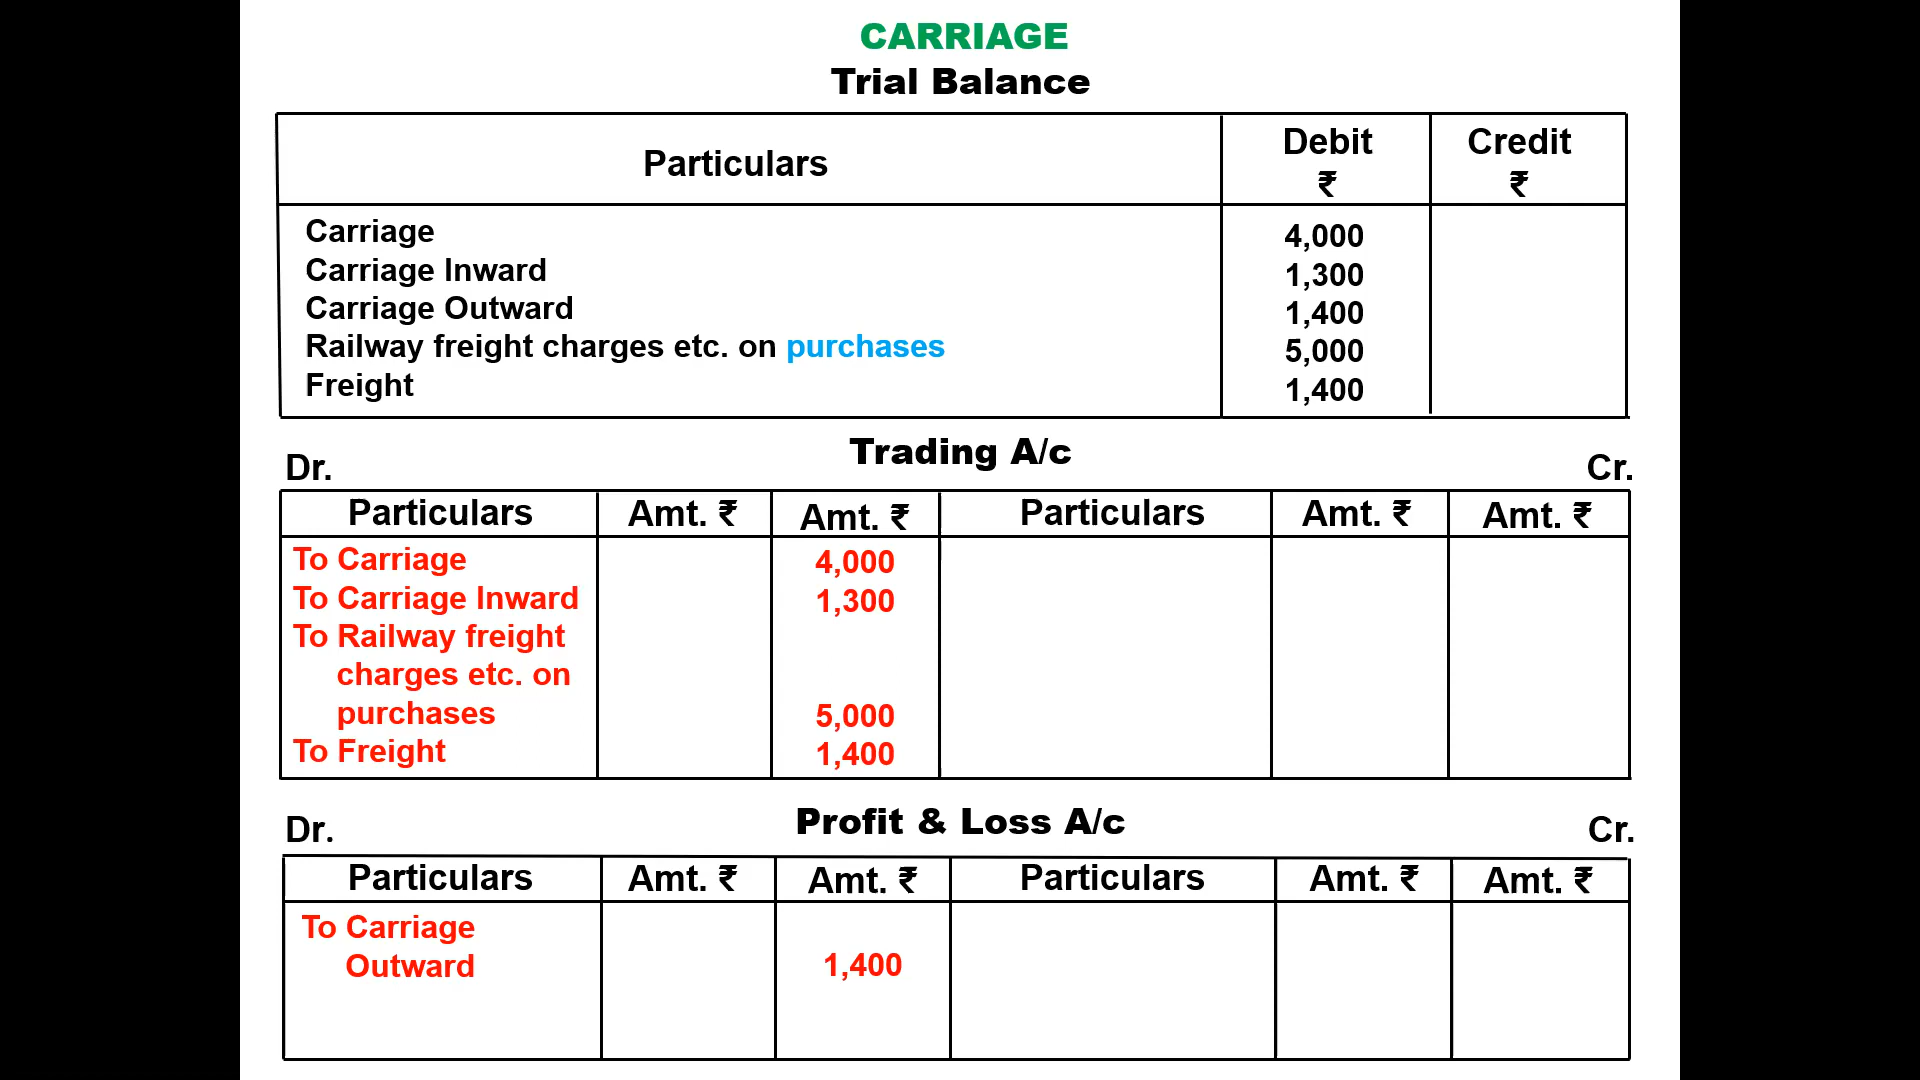 CARRIAGE
Trial Balance
Particulars Debit ₹ Credit ₹
Carriage 4,000
Carriage Inward 1,300
Carriage Outward 1,400
Railway freight charges etc. on purchases 5,000
Freight 1,400
Trading A/c
Dr. Cr.
Particulars Amt. ₹ Amt. ₹ Particulars Amt. ₹ Amt. ₹
To Carriage 4,000
To Carriage Inward 1,300
To Railway freight
charges etc. on
purchases 5,000
To Freight 1,400
Profit & Loss A/c
Dr. Cr.
Particulars Amt. ₹ Amt. ₹ Particulars Amt. ₹ Amt. ₹
To Carriage
Outward 1,400